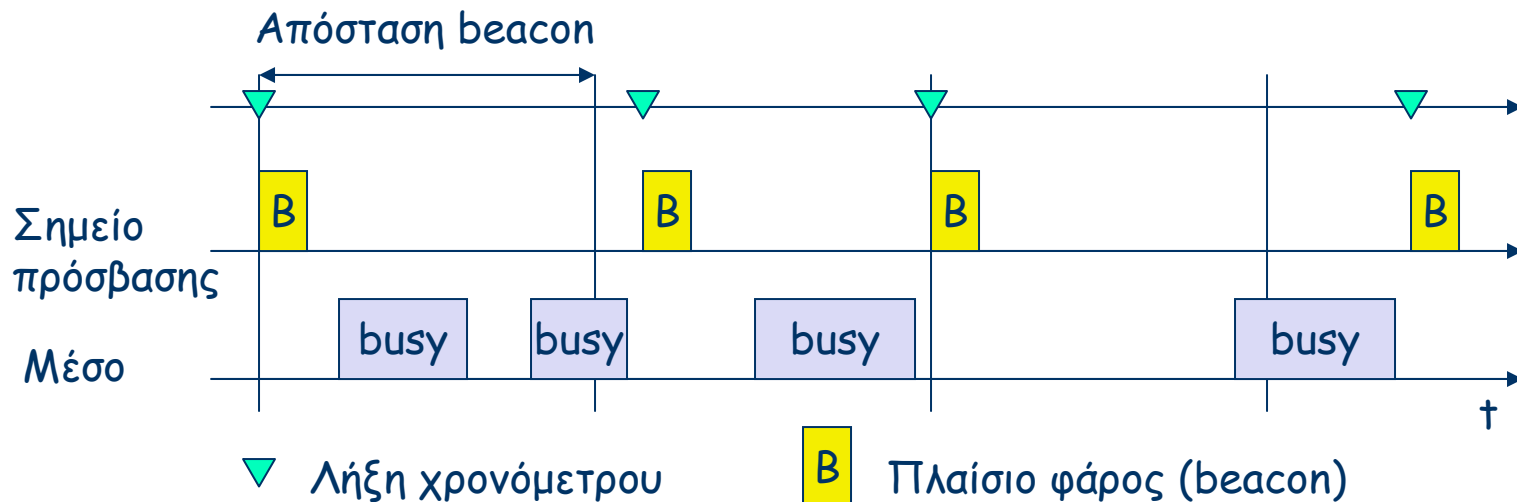 Απόσταση beacon
B
B
B
B
Σημείο
πρόσβασης
busy
busy
busy
busy
Μέσο
t
Λήξη χρονόμετρου
B
Πλαίσιο φάρος (beacon)